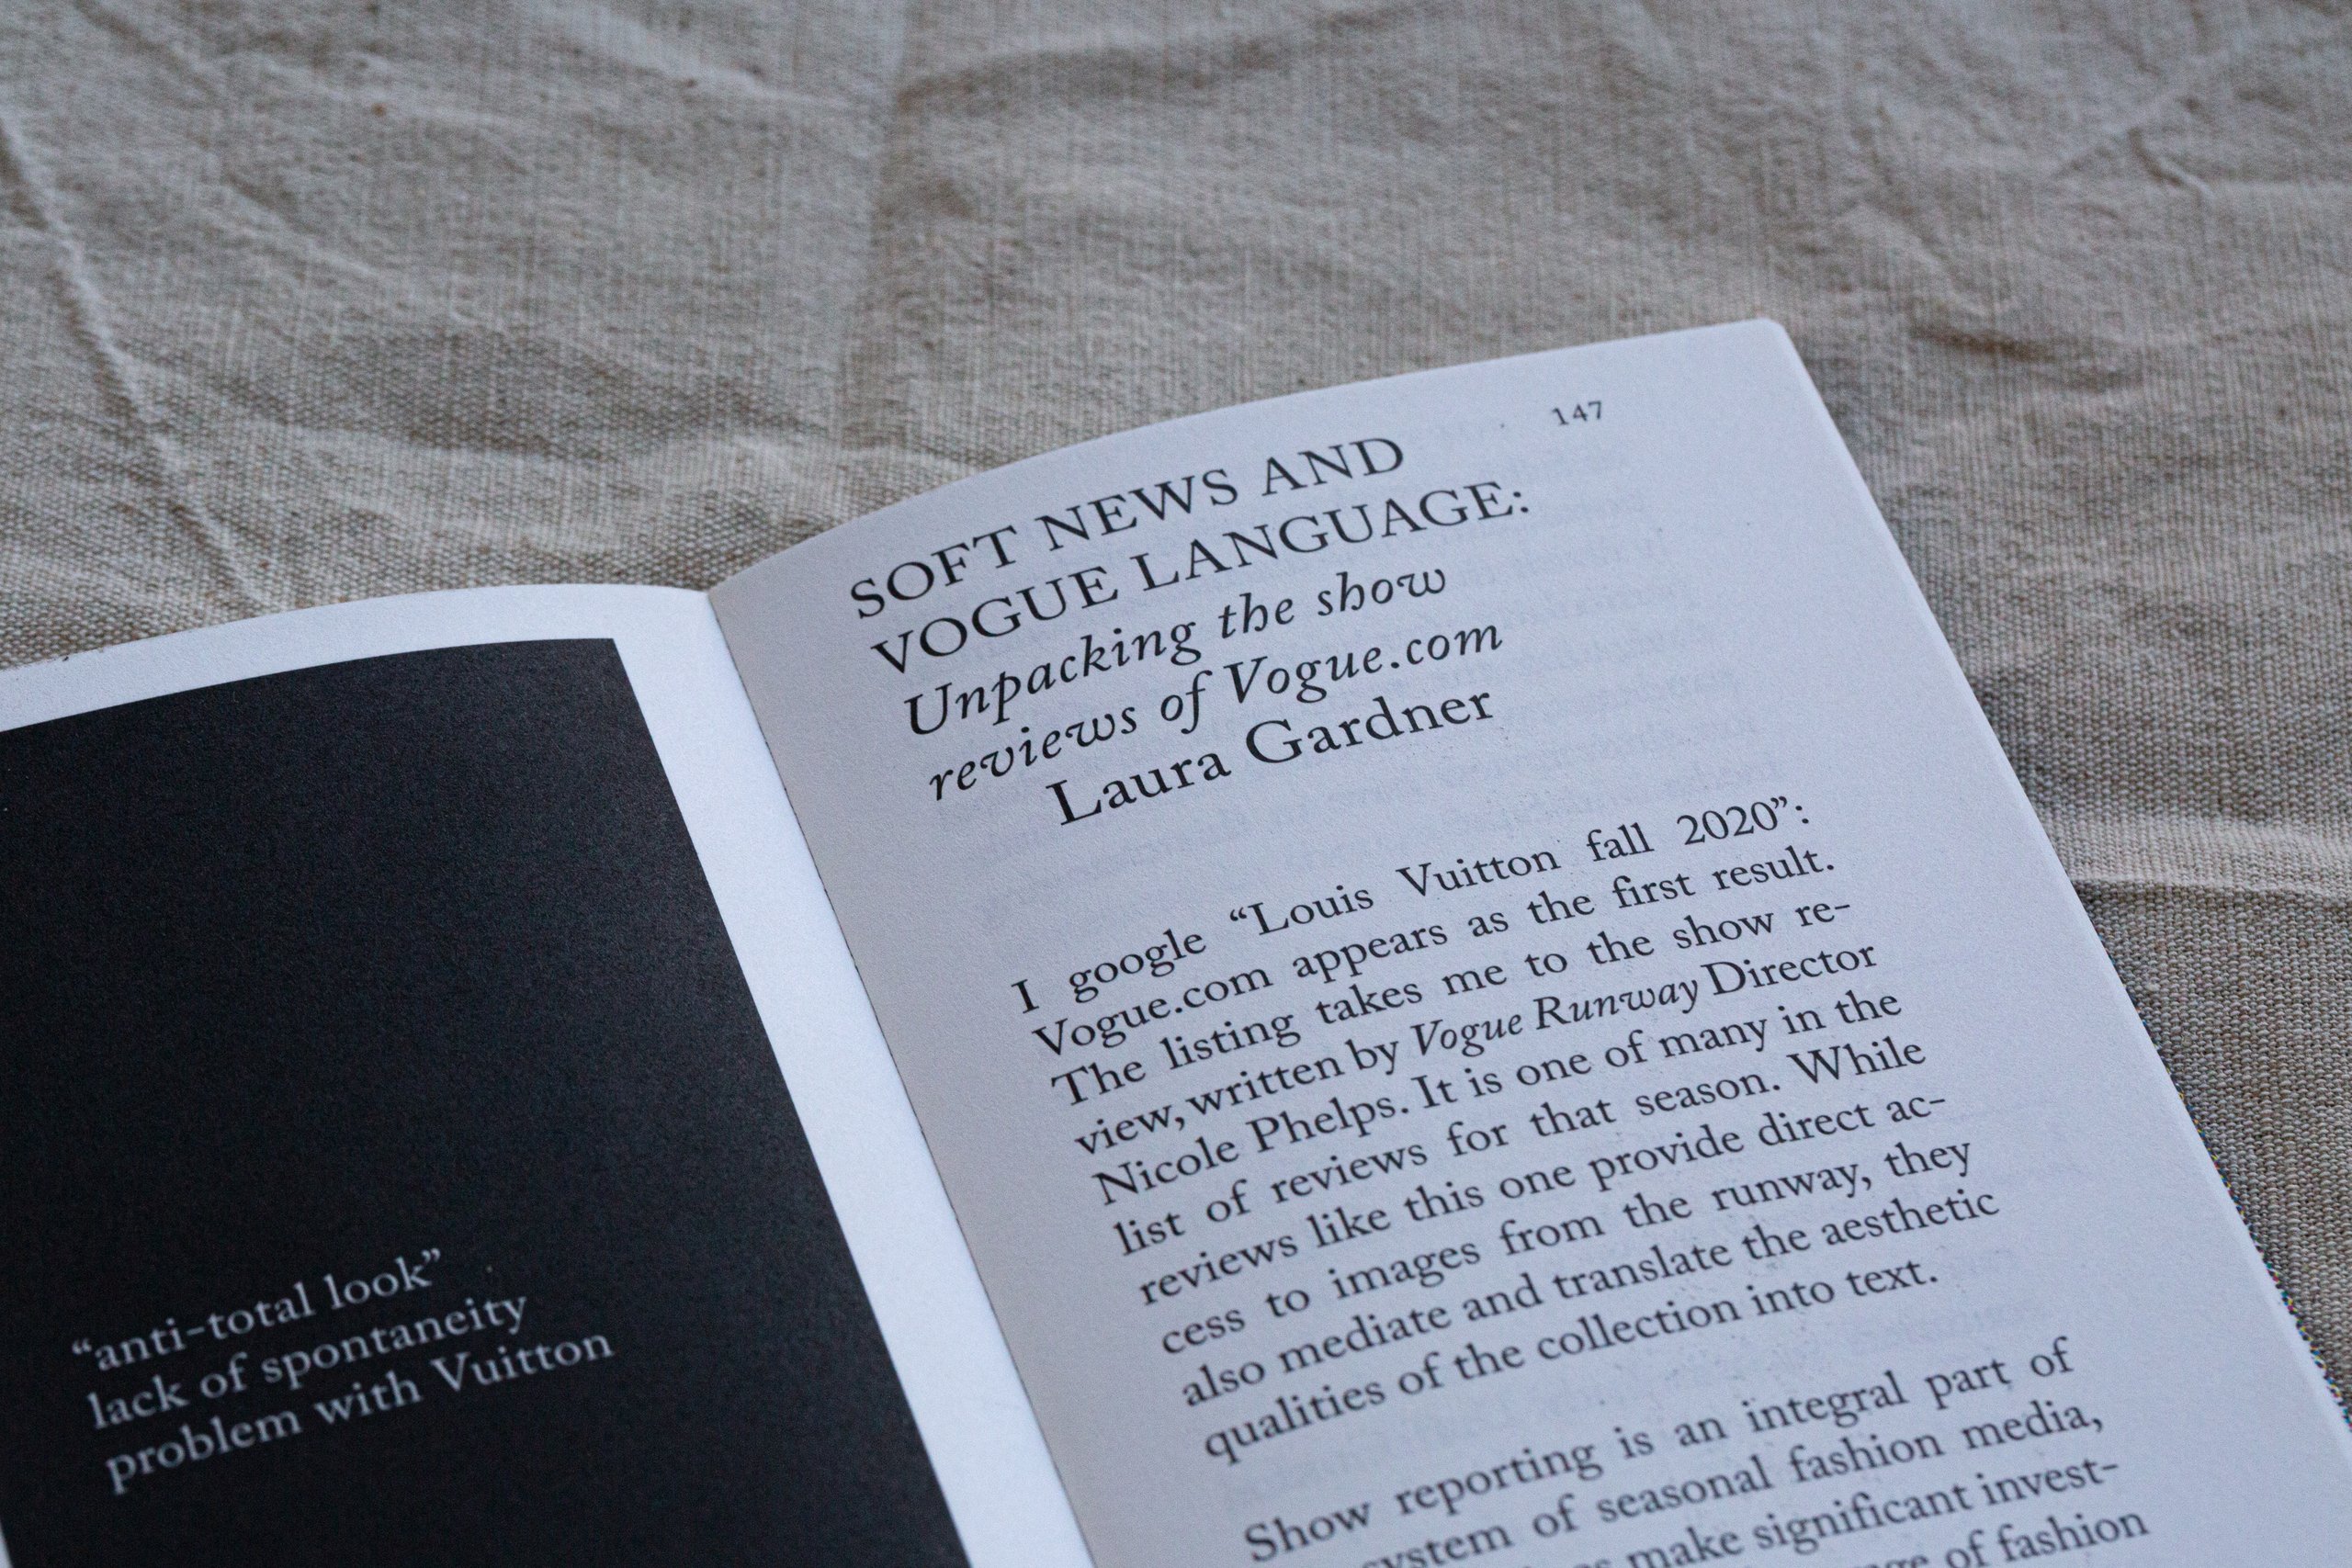 “anti-total look”
lack of spontaneity
problem with Vuitton
147
SOFT NEWS AND
VOGUE LANGUAGE:
Unpacking the show
reviews of Vogue.com
Laura Gardner
I google “Louis Vuitton fall 2020”:
Vogue.com appears as the first result.
The listing takes me to the show re-
view, written by Vogue Runway Director
Nicole Phelps. It is one of many in the
list of reviews for that season. While
reviews like this one provide direct ac-
cess to images from the runway, they
also mediate and translate the aesthetic
qualities of the collection into text.
Show reporting is an integral part of
system of seasonal fashion media,
make significant invest-
of fashion